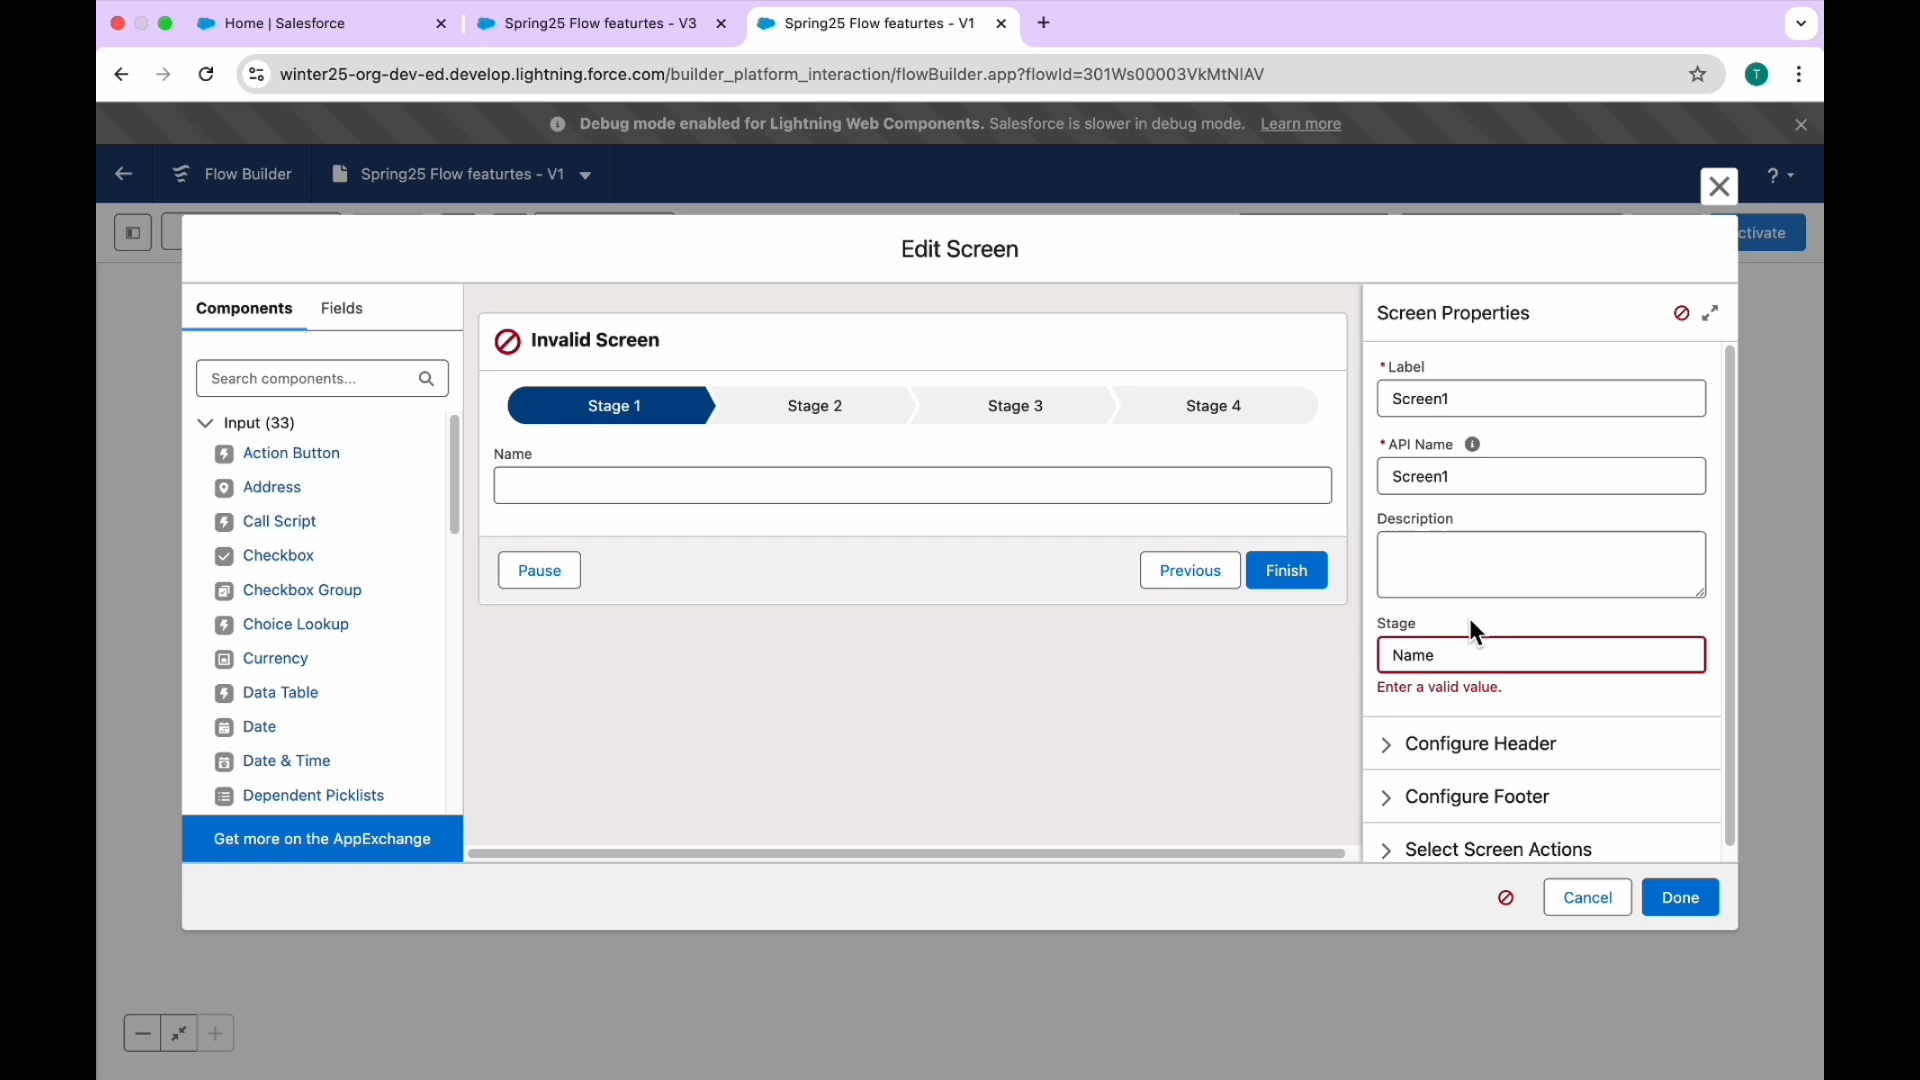 Home | Salesforce
Spring25 Flow featurtes - V3
Spring25 Flow featurtes - V1
winter25-org-dev-ed.develop.lightning.force.com/builder_platform_interaction/flowBuilder.app?flowId=301Ws00003VkMtNIAV
T
Debug mode enabled for Lightning Web Components. Salesforce is slower in debug mode. Learn more
Flow Builder
Spring25 Flow featurtes - V1
?
ctivate
Edit Screen
Components
Fields
Search components...
Input (33)
Action Button
Address
Call Script
Checkbox
Checkbox Group
Choice Lookup
Currency
Data Table
Date
Date & Time
Dependent Picklists
Get more on the AppExchange
Invalid Screen
Stage 1
Stage 2
Stage 3
Stage 4
Name
Pause
Previous
Finish
Screen Properties
* Label
Screen1
* API Name
Screen1
Description
Stage
Name
Enter a valid value.
Configure Header
Configure Footer
Select Screen Actions
Cancel
Done